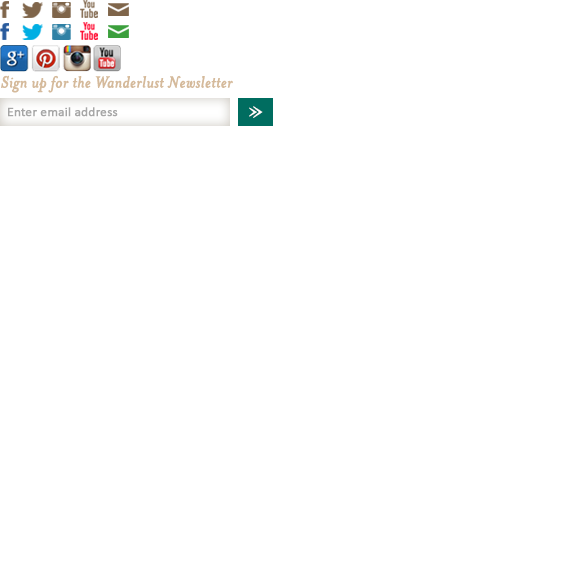 f You Tube
f You Tube
g+ You Tube
Sign up for the Wanderlust Newsletter
Enter email address